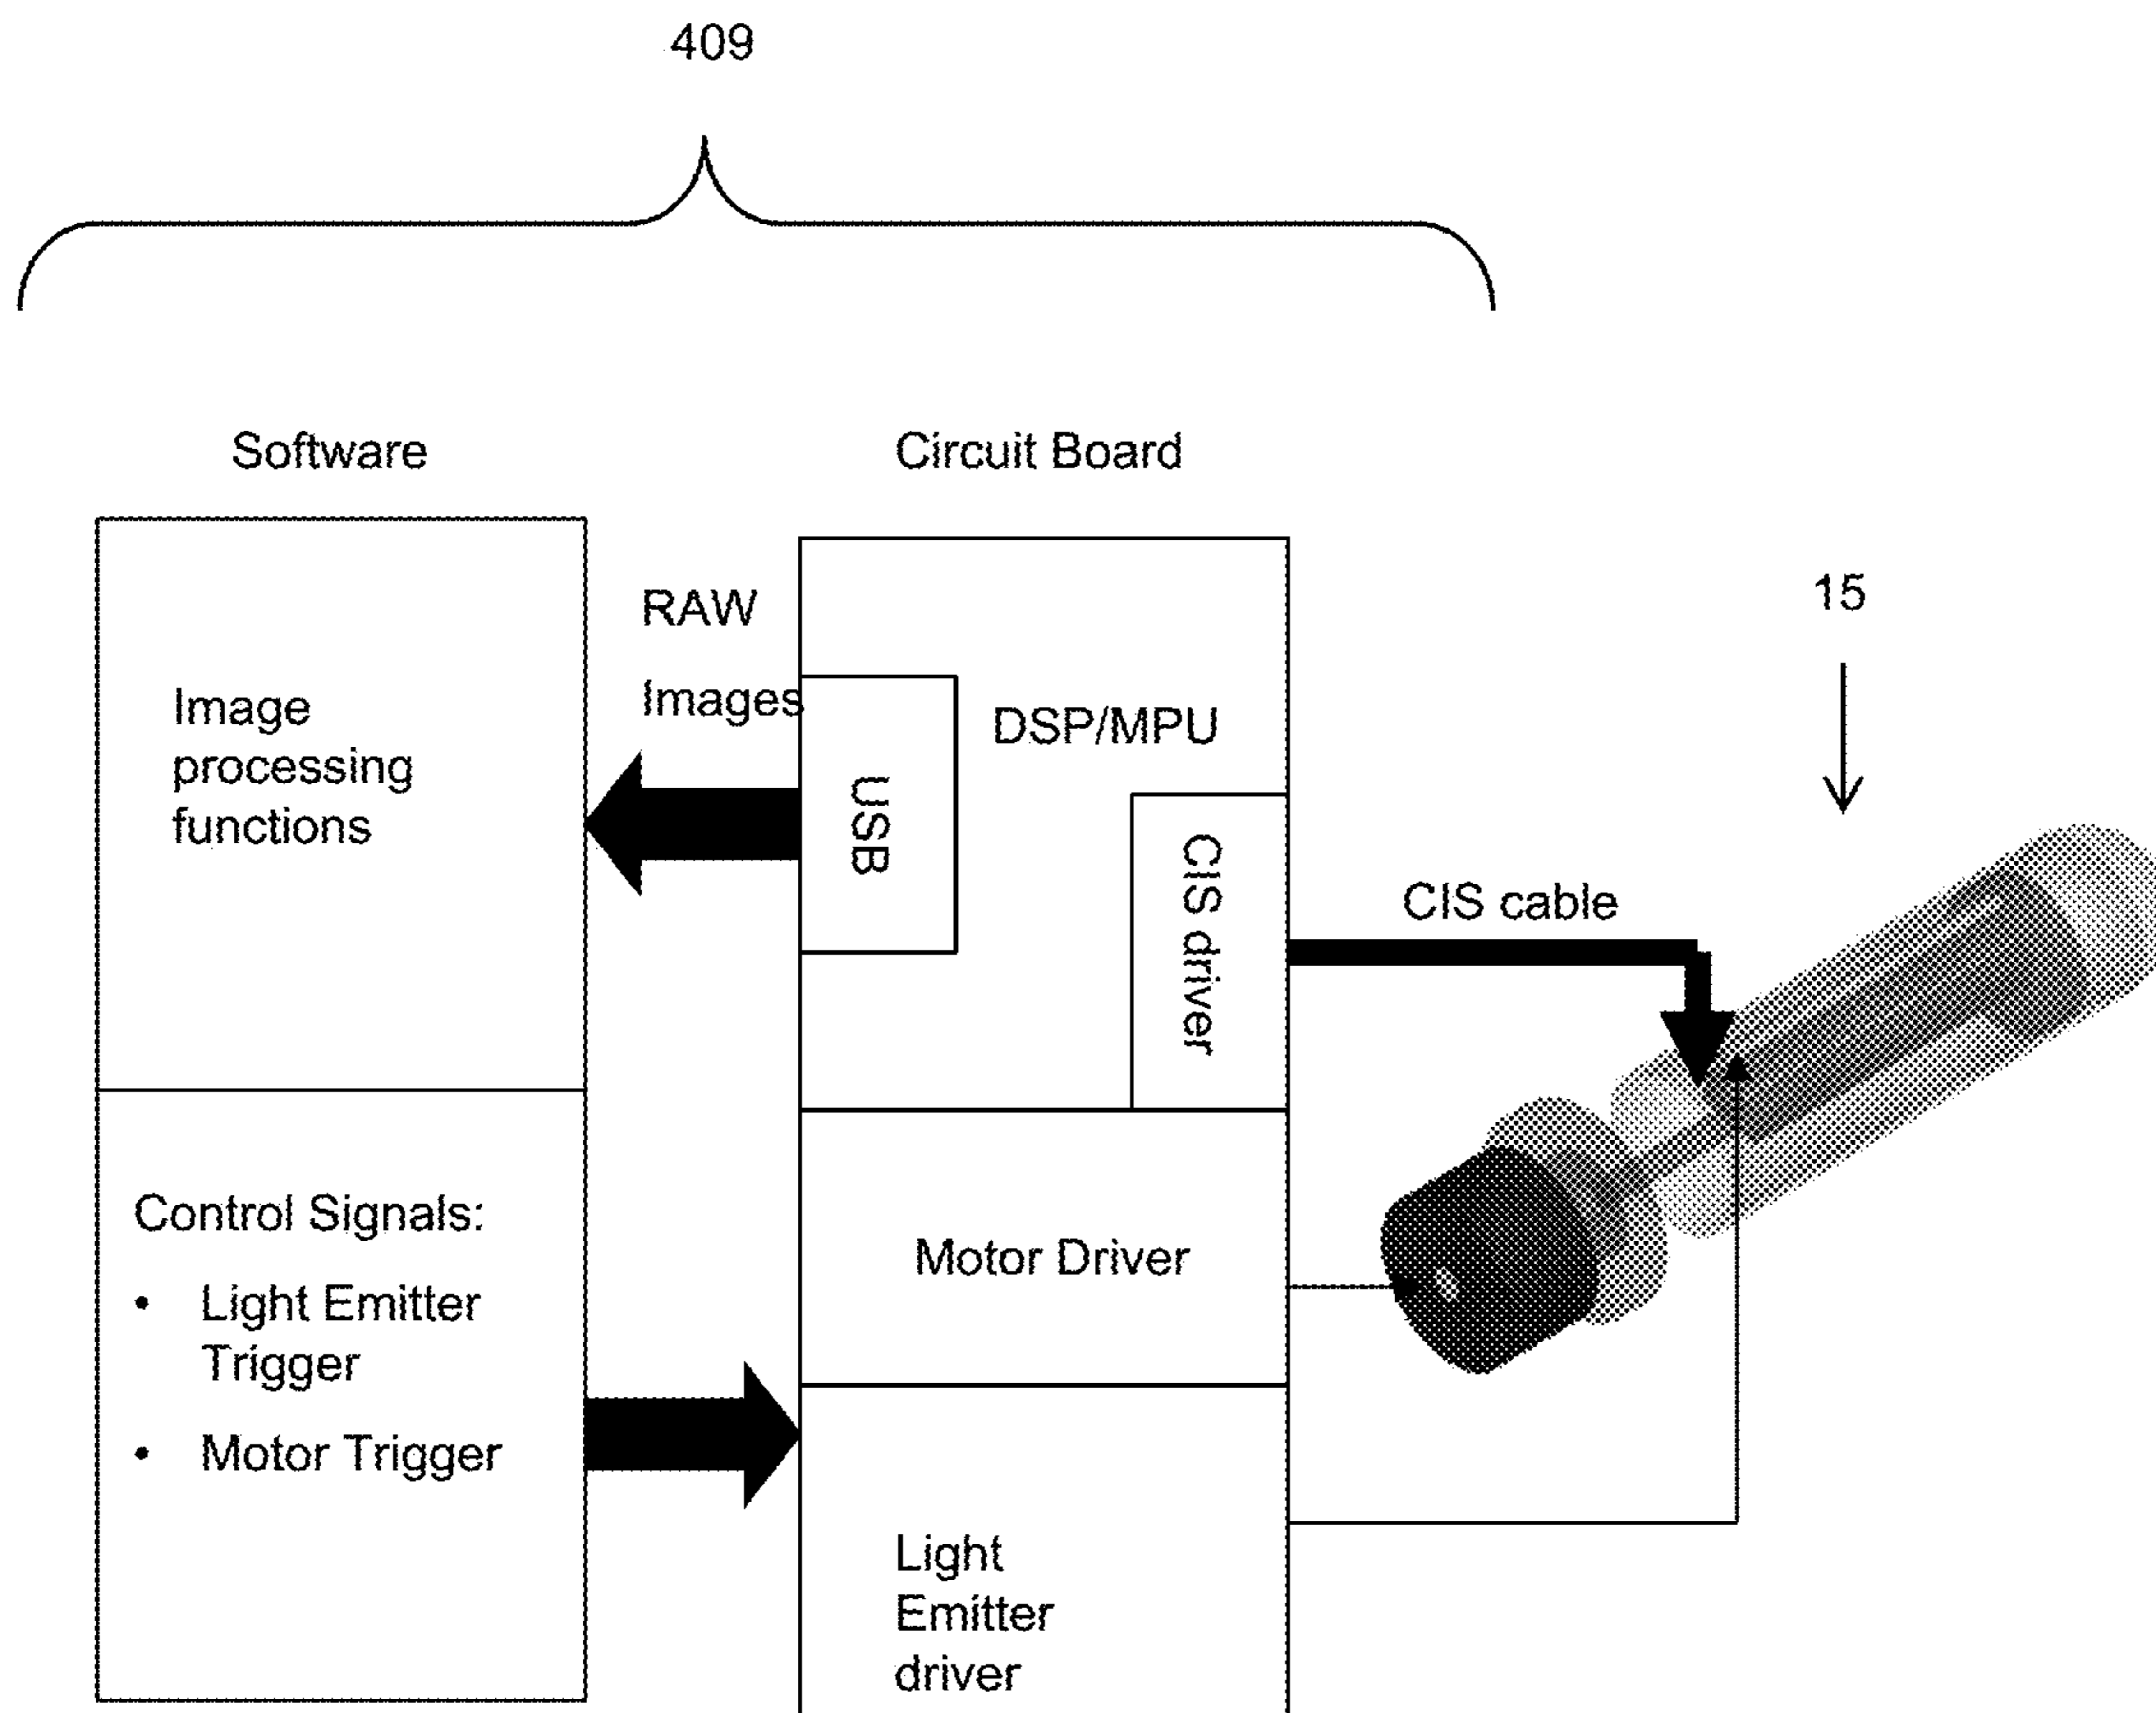 409
Software
Circuit Board
RAW
Images
15
Image
processing
functions
DSP/MPU
USB
CIS driver
CIS cable
Control Signals:
• Light Emitter
Trigger
• Motor Trigger
Motor Driver
Light
Emitter
driver